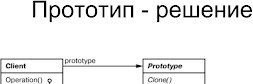 Прототип - решение
prototype
Client
Prototype
Operation()
Clone()